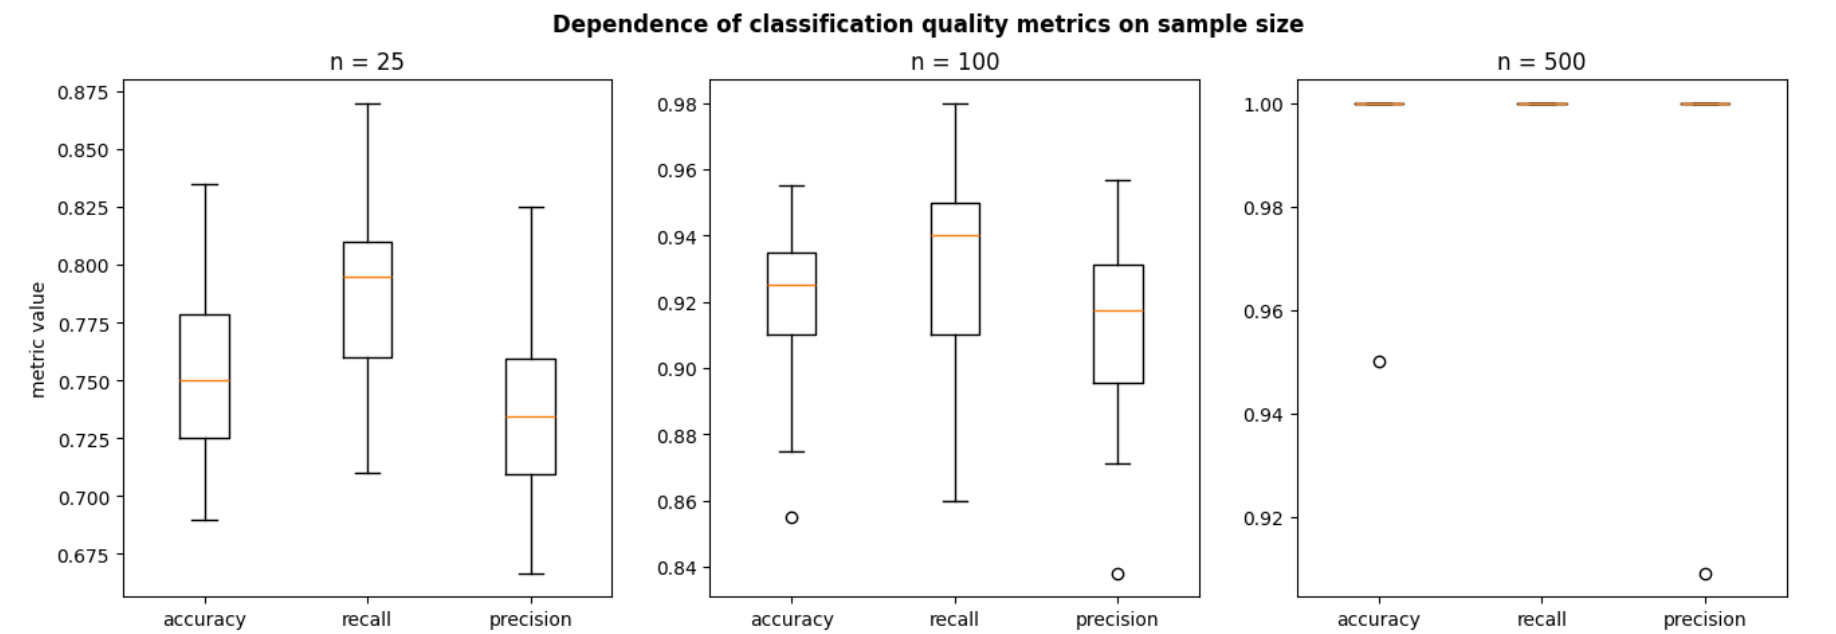 Dependence of classification quality metrics on sample size
n = 25
n = 100
n = 500
metric value
0.875
0.850
0.825
0.800
0.775
0.750
0.725
0.700
0.675
accuracy recall precision
0.98
0.96
0.94
0.92
0.90
0.88
0.86
0.84
accuracy recall precision
1.00
0.98
0.96
0.94
0.92
accuracy recall precision